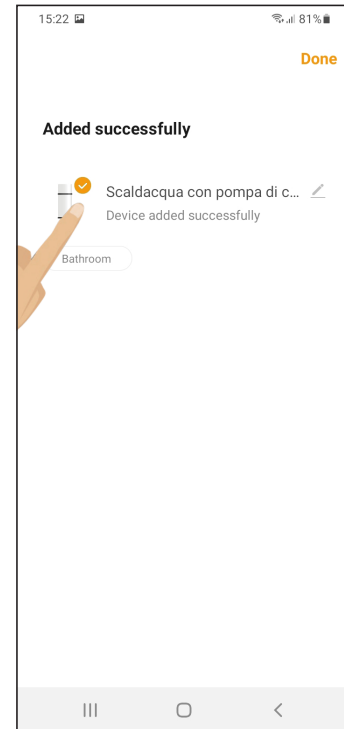 15:22 81%
Done
Added successfully
Scaldacqua con pompa di c...
Device added successfully
Bathroom